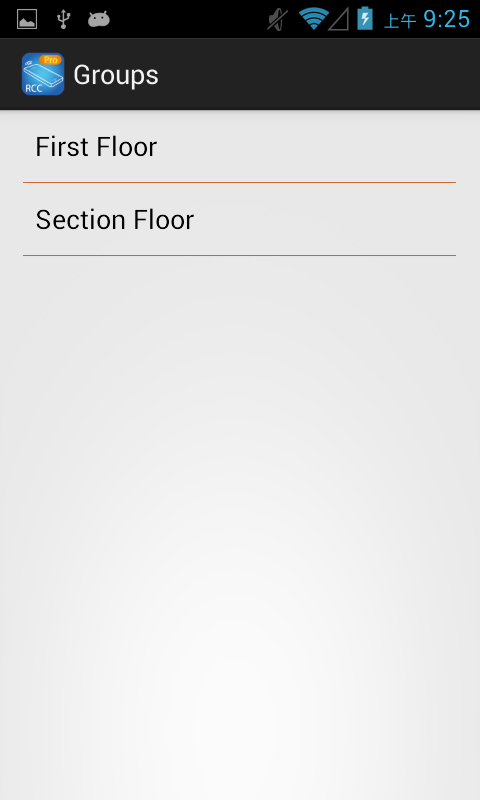 上午 9:25
Pro
RCC
Groups
First Floor
Section Floor